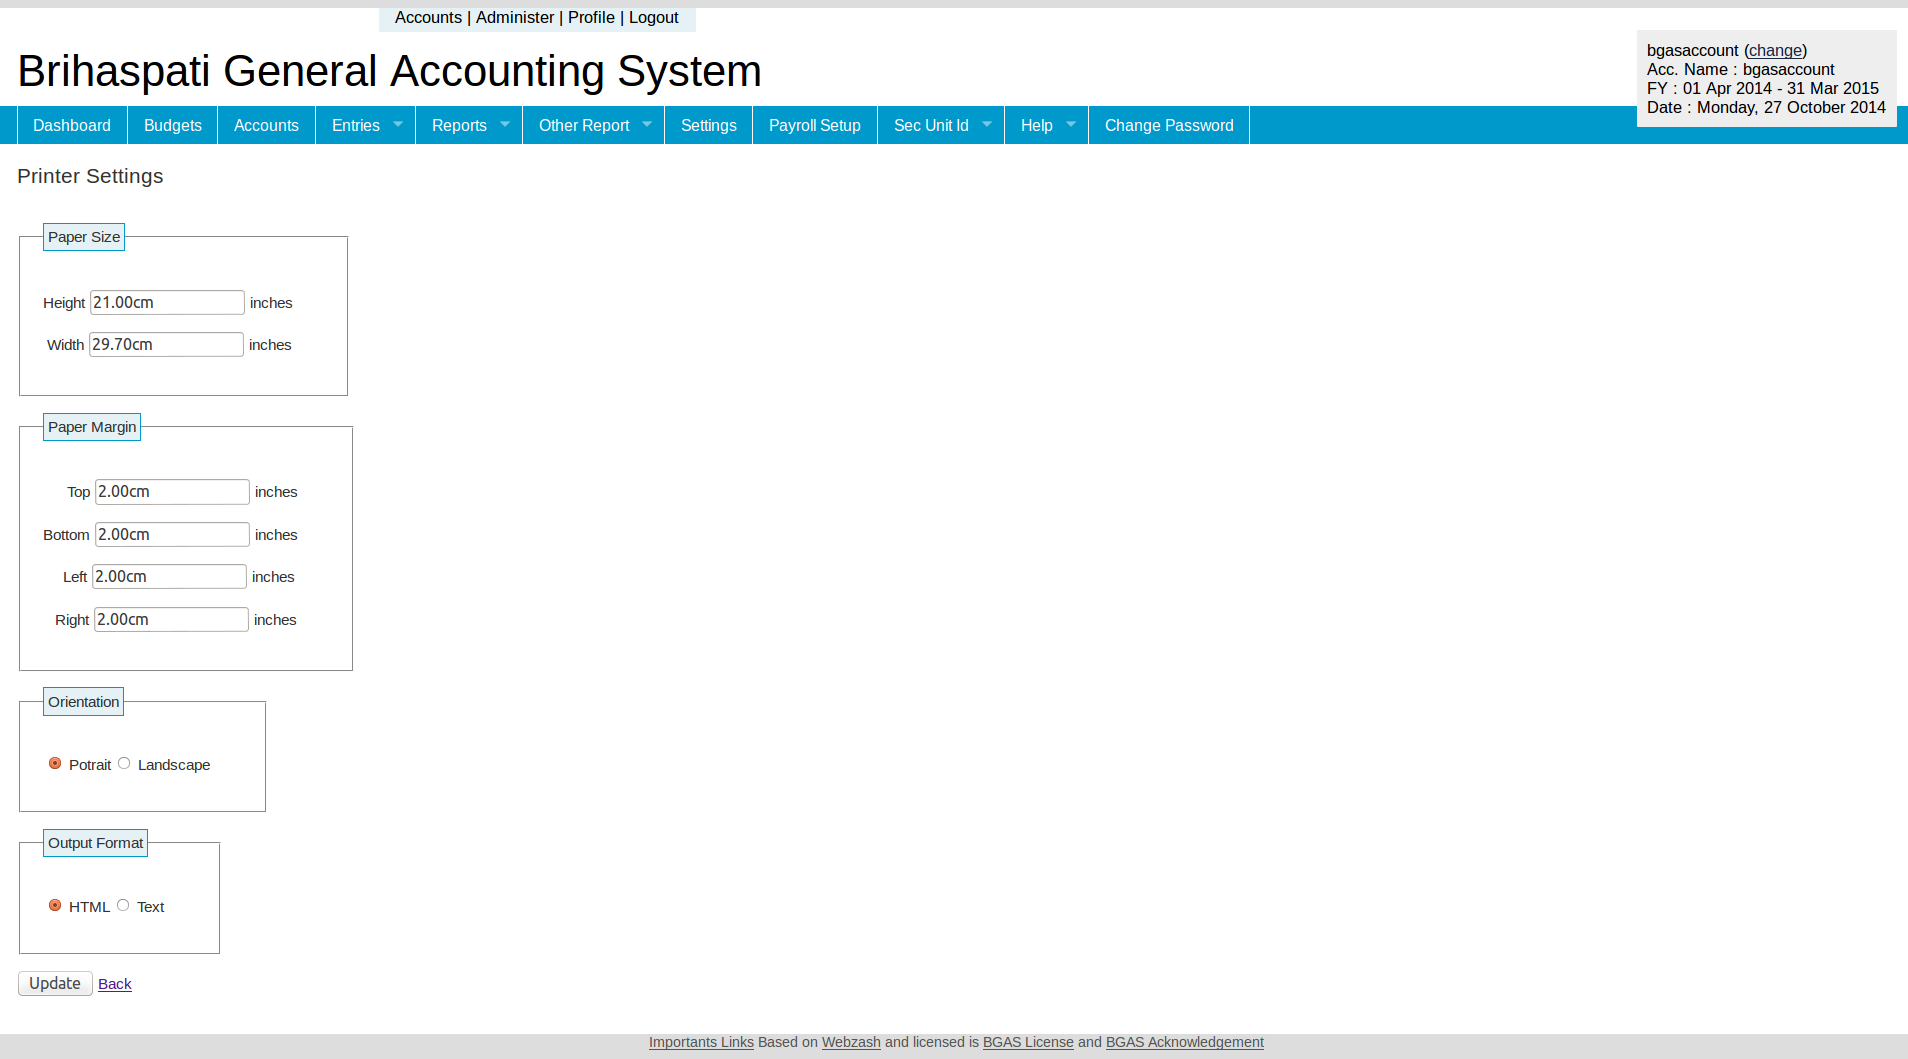 Accounts | Administer | Profile | Logout
Brihaspati General Accounting System
bgasaccount (change)
Acc. Name : bgasaccount
FY : 01 Apr 2014 - 31 Mar 2015
Date : Monday, 27 October 2014
Dashboard Budgets Accounts Entries Reports Other Report Settings Payroll Setup Sec Unit Id Help Change Password
Printer Settings
Paper Size
Height 21.00cm inches
Width 29.70cm inches
Paper Margin
Top 2.00cm inches
Bottom 2.00cm inches
Left 2.00cm inches
Right 2.00cm inches
Orientation
Potrait Landscape
Output Format
HTML Text
Update Back
Importants Links Based on Webzash and licensed is BGAS License and BGAS Acknowledgement